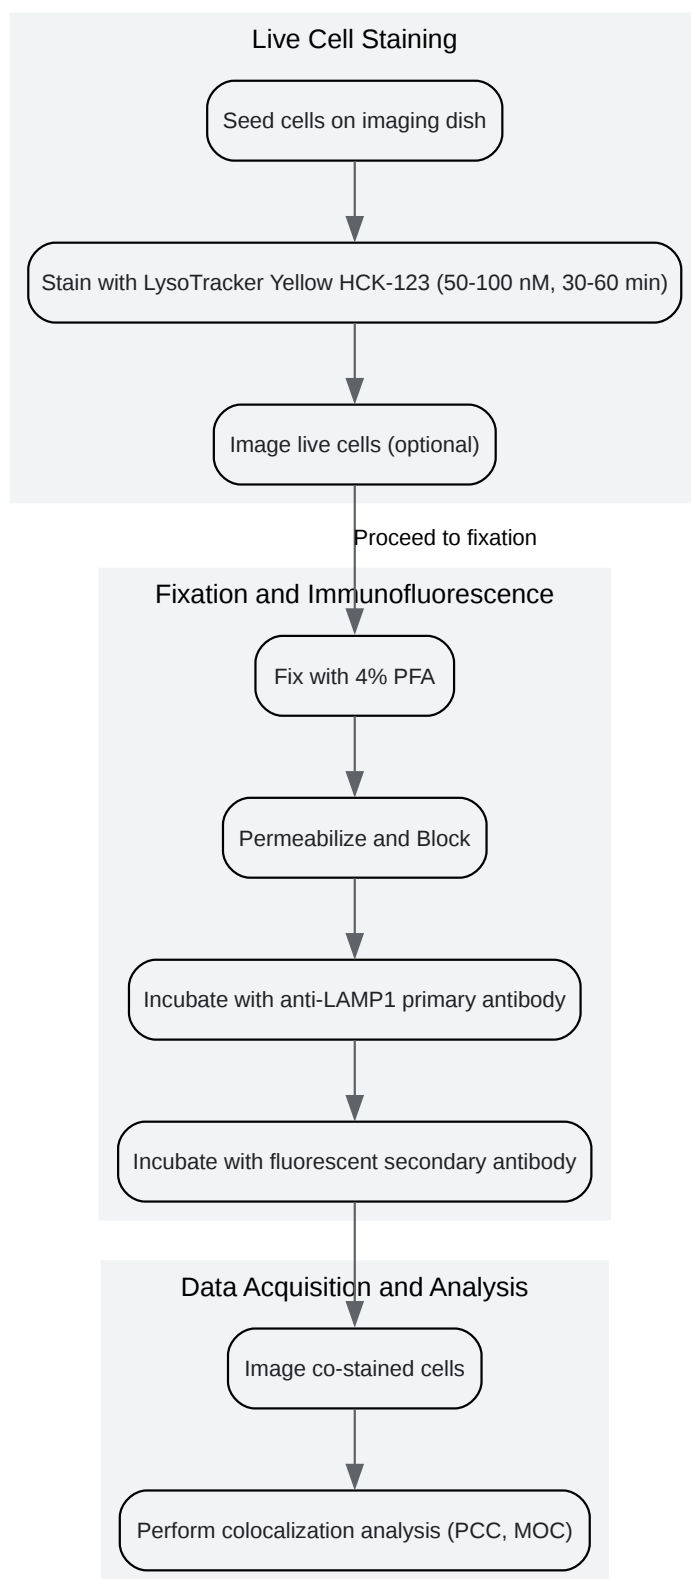 Live Cell Staining
Seed cells on imaging dish
Stain with LysoTracker Yellow HCK-123 (50-100 nM, 30-60 min)
Image live cells (optional)
Proceed to fixation
Fixation and Immunofluorescence
Fix with 4% PFA
Permeabilize and Block
Incubate with anti-LAMP1 primary antibody
Incubate with fluorescent secondary antibody
Data Acquisition and Analysis
Image co-stained cells
Perform colocalization analysis (PCC, MOC)